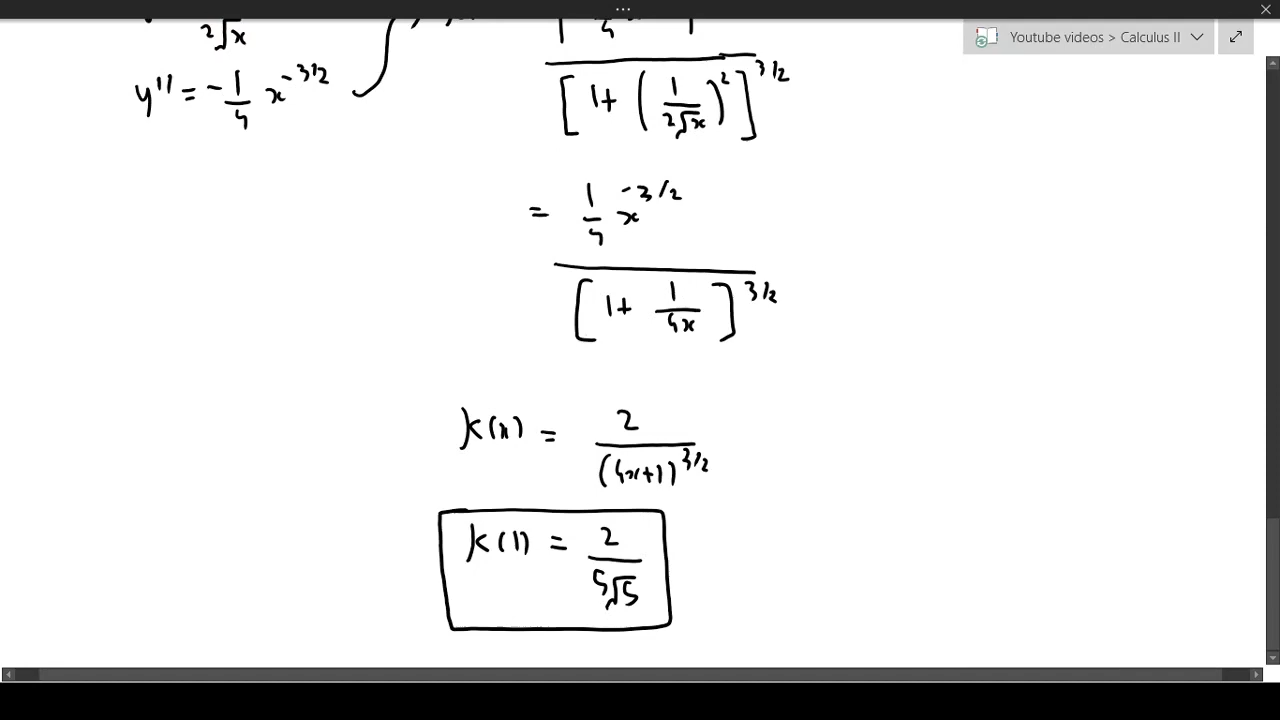 Youtube videos > Calculus II
2√x
y'' = -1/4 x^-3/2
[1+ (1/2√x)^2]^3/2
= 1/4 x^-3/2
[1+ 1/4x]^3/2
K(x) = 2/(4x+1)^3/2
K(1) = 2/5√5